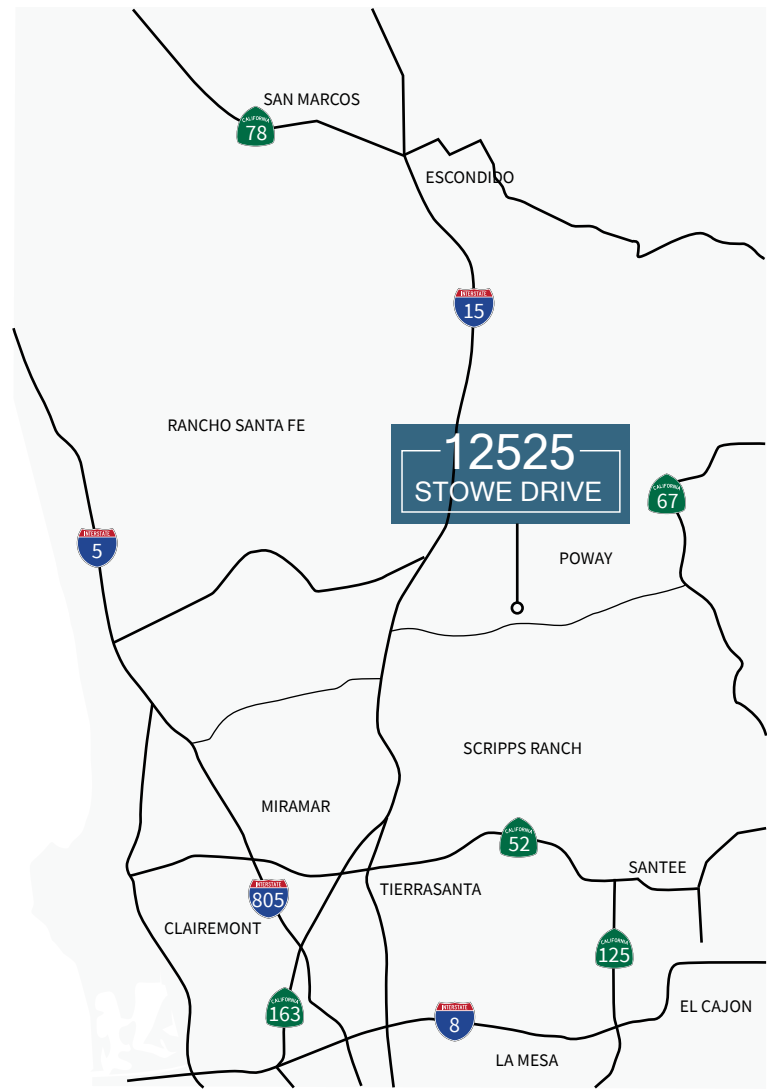 SAN MARCOS
CALIFORNIA
78
ESCONDIDO
INTERSTATE
15
RANCHO SANTA FE
12525
STOWE DRIVE
CALIFORNIA
67
INTERSTATE
5
POWAY
SCRIPPS RANCH
MIRAMAR
CALIFORNIA
52
SANTEE
TIERRASANTA
INTERSTATE
805
CLAIREMONT
CALIFORNIA
125
CALIFORNIA
163
INTERSTATE
8
EL CAJON
LA MESA